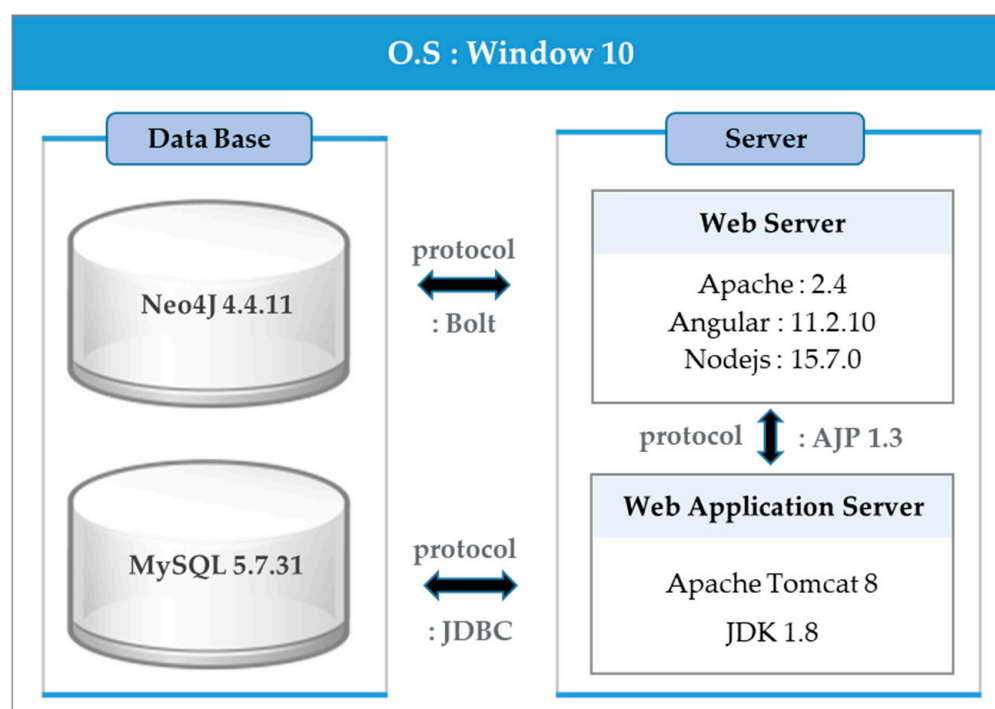 O.S : Window 10
Data Base
Neo4J 4.4.11
MySQL 5.7.31
protocol
: Bolt
protocol
: JDBC
Server
Web Server
Apache : 2.4
Angular : 11.2.10
Nodejs : 15.7.0
protocol : AJP 1.3
Web Application Server
Apache Tomcat 8
JDK 1.8